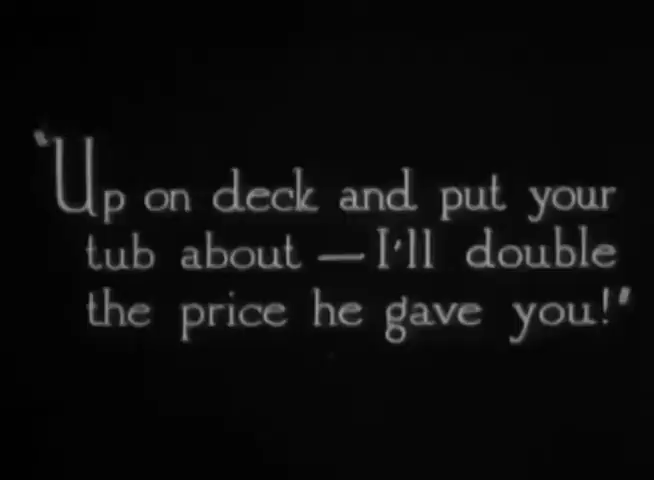 "Up on deck and put your
tub about — I'll double
the price he gave you!"